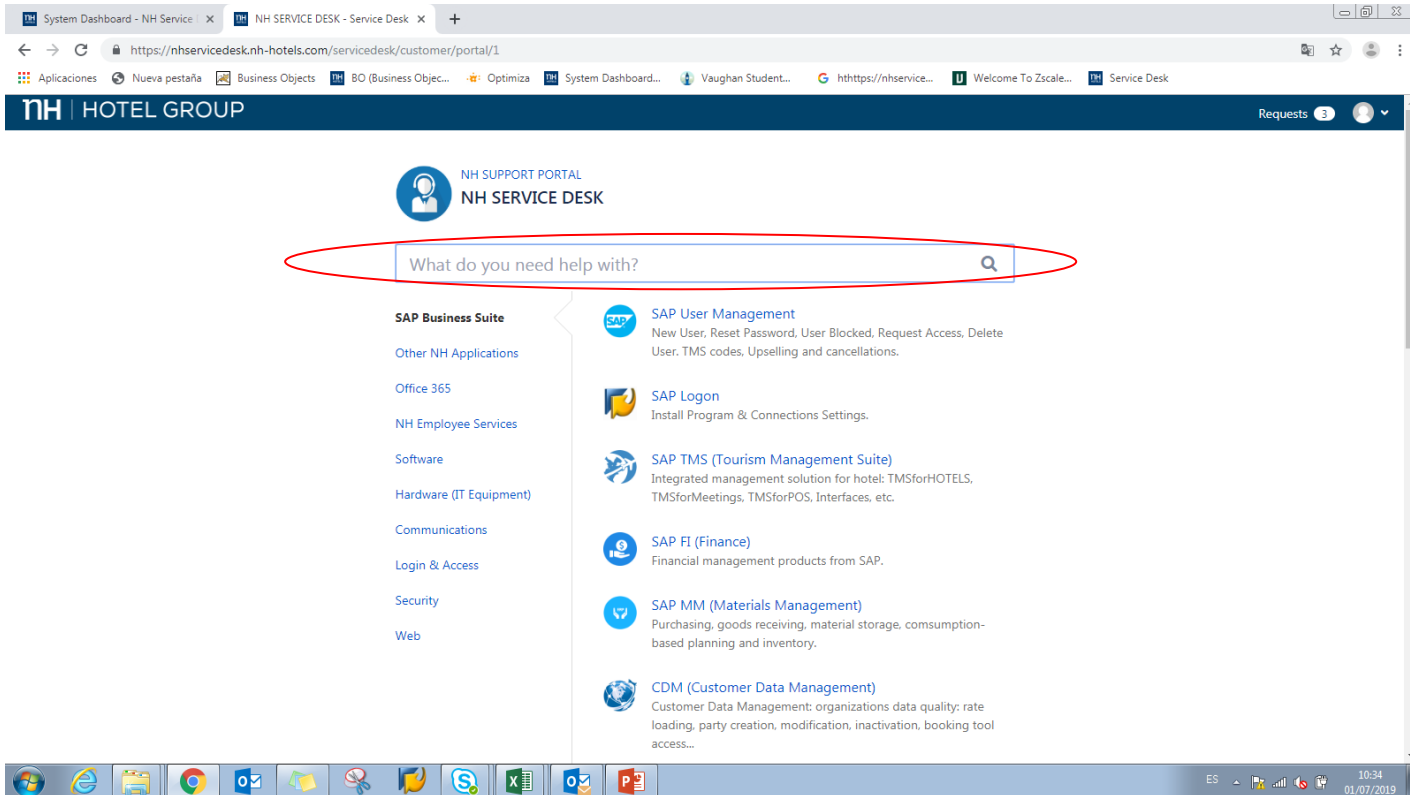 System Dashboard - NH Service
NH SERVICE DESK - Service Desk
https://nhservicedesk.nh-hotels.com/servicedesk/customer/portal/1
Aplicaciones Nueva pestaña Business Objects BO (Business Objec... Optimiza System Dashboard... Vaughan Student... hthttps://nhservice... Welcome To Zscale... Service Desk
NH | HOTEL GROUP
Requests 3
NH SUPPORT PORTAL
NH SERVICE DESK
What do you need help with?
SAP Business Suite
Other NH Applications
Office 365
NH Employee Services
Software
Hardware (IT Equipment)
Communications
Login & Access
Security
Web
SAP
SAP User Management
New User, Reset Password, User Blocked, Request Access, Delete
User. TMS codes, Upselling and cancellations.
SAP Logon
Install Program & Connections Settings.
SAP TMS (Tourism Management Suite)
Integrated management solution for hotel: TMSforHOTELS,
TMSforMeetings, TMSforPOS, Interfaces, etc.
SAP FI (Finance)
Financial management products from SAP.
SAP MM (Materials Management)
Purchasing, goods receiving, material storage, comsumption-
based planning and inventory.
CDM (Customer Data Management)
Customer Data Management: organizations data quality: rate
loading, party creation, modification, inactivation, booking tool
access...
ES
10:34
01/07/2019